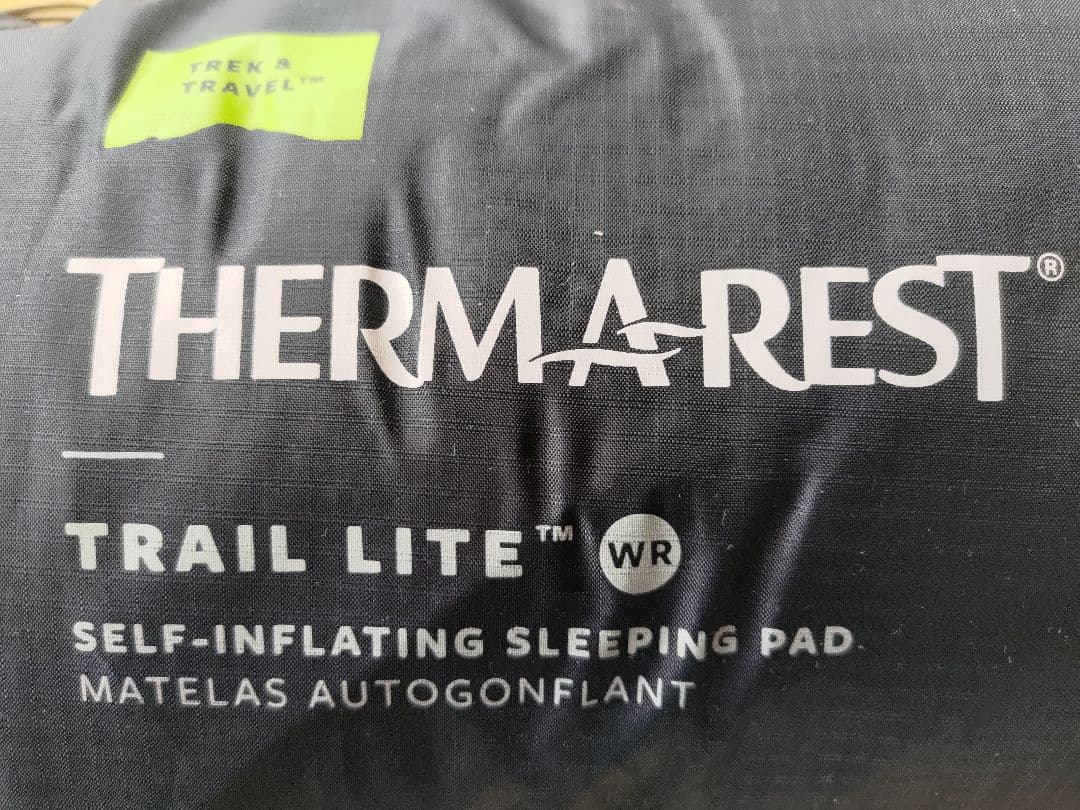 TREK &
TRAVEL™
THERMAREST®
TRAIL LITE™ WR
SELF-INFLATING SLEEPING PAD
MATELAS AUTOGONFLANT